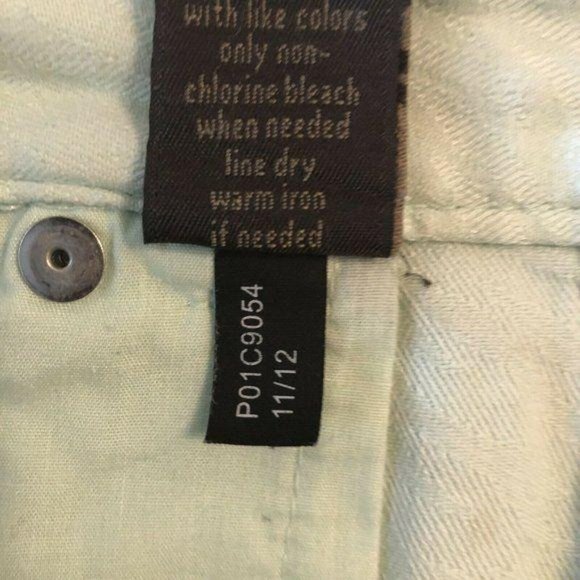 with like colors
only non-
chlorine bleach
when needed
line dry
warm iron
if needed
P01C9054
11/12